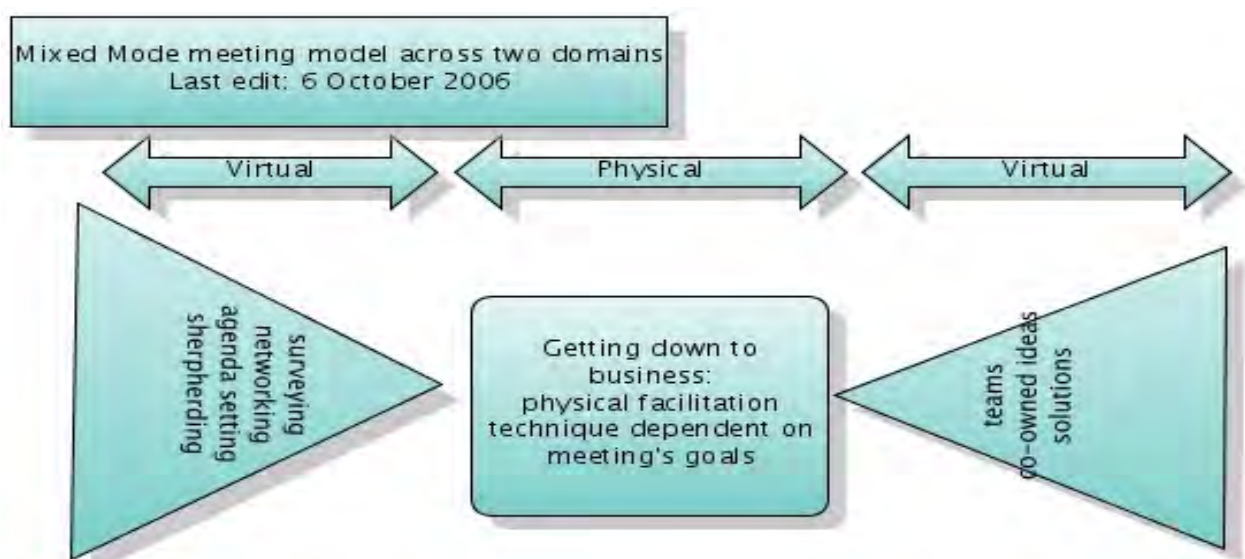 Mixed Mode meeting model across two domains
Last edit: 6 October 2006
Virtual
Physical
Virtual
surveying
networking
agenda setting
sherpherding
Getting down to
business:
physical facilitation
technique dependent on
meeting's goals
teams
co-owned ideas
solutions